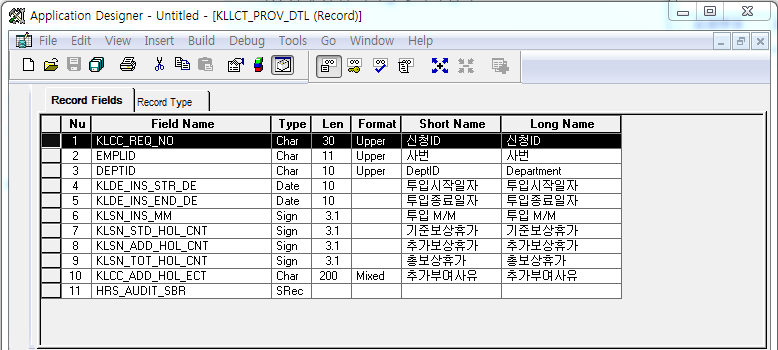 Application Designer - Untitled - [KLLCT_PROV_DTL (Record)]
File Edit View Insert Build Debug Tools Go Window Help
Record Fields Record Type
Nu Field Name Type Len Format Short Name Long Name
1 KLCC_REQ_NO Char 30 Upper 신청ID 신청ID
2 EMPLID Char 11 Upper 사번 사번
3 DEPTID Char 10 Upper DeptID Department
4 KLDE_INS_STR_DE Date 10 투입시작일자 투입시작일자
5 KLDE_INS_END_DE Date 10 투입종료일자 투입종료일자
6 KLSN_INS_MM Sign 3.1 투입 M/M 투입 M/M
7 KLSN_STD_HOL_CNT Sign 3.1 기준보상휴가 기준보상휴가
8 KLSN_ADD_HOL_CNT Sign 3.1 추가보상휴가 추가보상휴가
9 KLSN_TOT_HOL_CNT Sign 3.1 총보상휴가 총보상휴가
10 KLCC_ADD_HOL_ECT Char 200 Mixed 추가부여사유 추가부여사유
11 HRS_AUDIT_SBR SRec